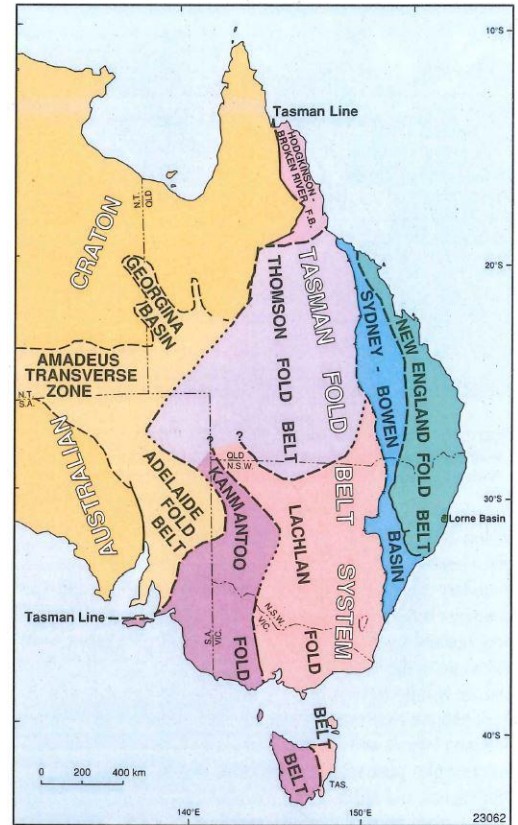 10°S
Tasman Line
HODGKINSON -
BROKEN RIVER F.B.
N.T.
QLD
CRATON
20°S
GEORGINA
BASIN
TASMAN FOLD BELT SYSTEM
THOMSON FOLD BELT
SYDNEY BOWEN BASIN
NEW ENGLAND FOLD BELT
AMADEUS
TRANSVERSE
ZONE
N.T.
S.A.
AUSTRALIAN
ADELAIDE
FOLD
BELT
?
?
QLD
N.S.W.
30°S
Lorne Basin
KANMANTOO FOLD BELT
LACHLAN FOLD BELT
Tasman Line
N.S.W.
VIC.
S.A.
VIC.
40°S
TAS.
0 200 400 km
140°E
150°E
23062